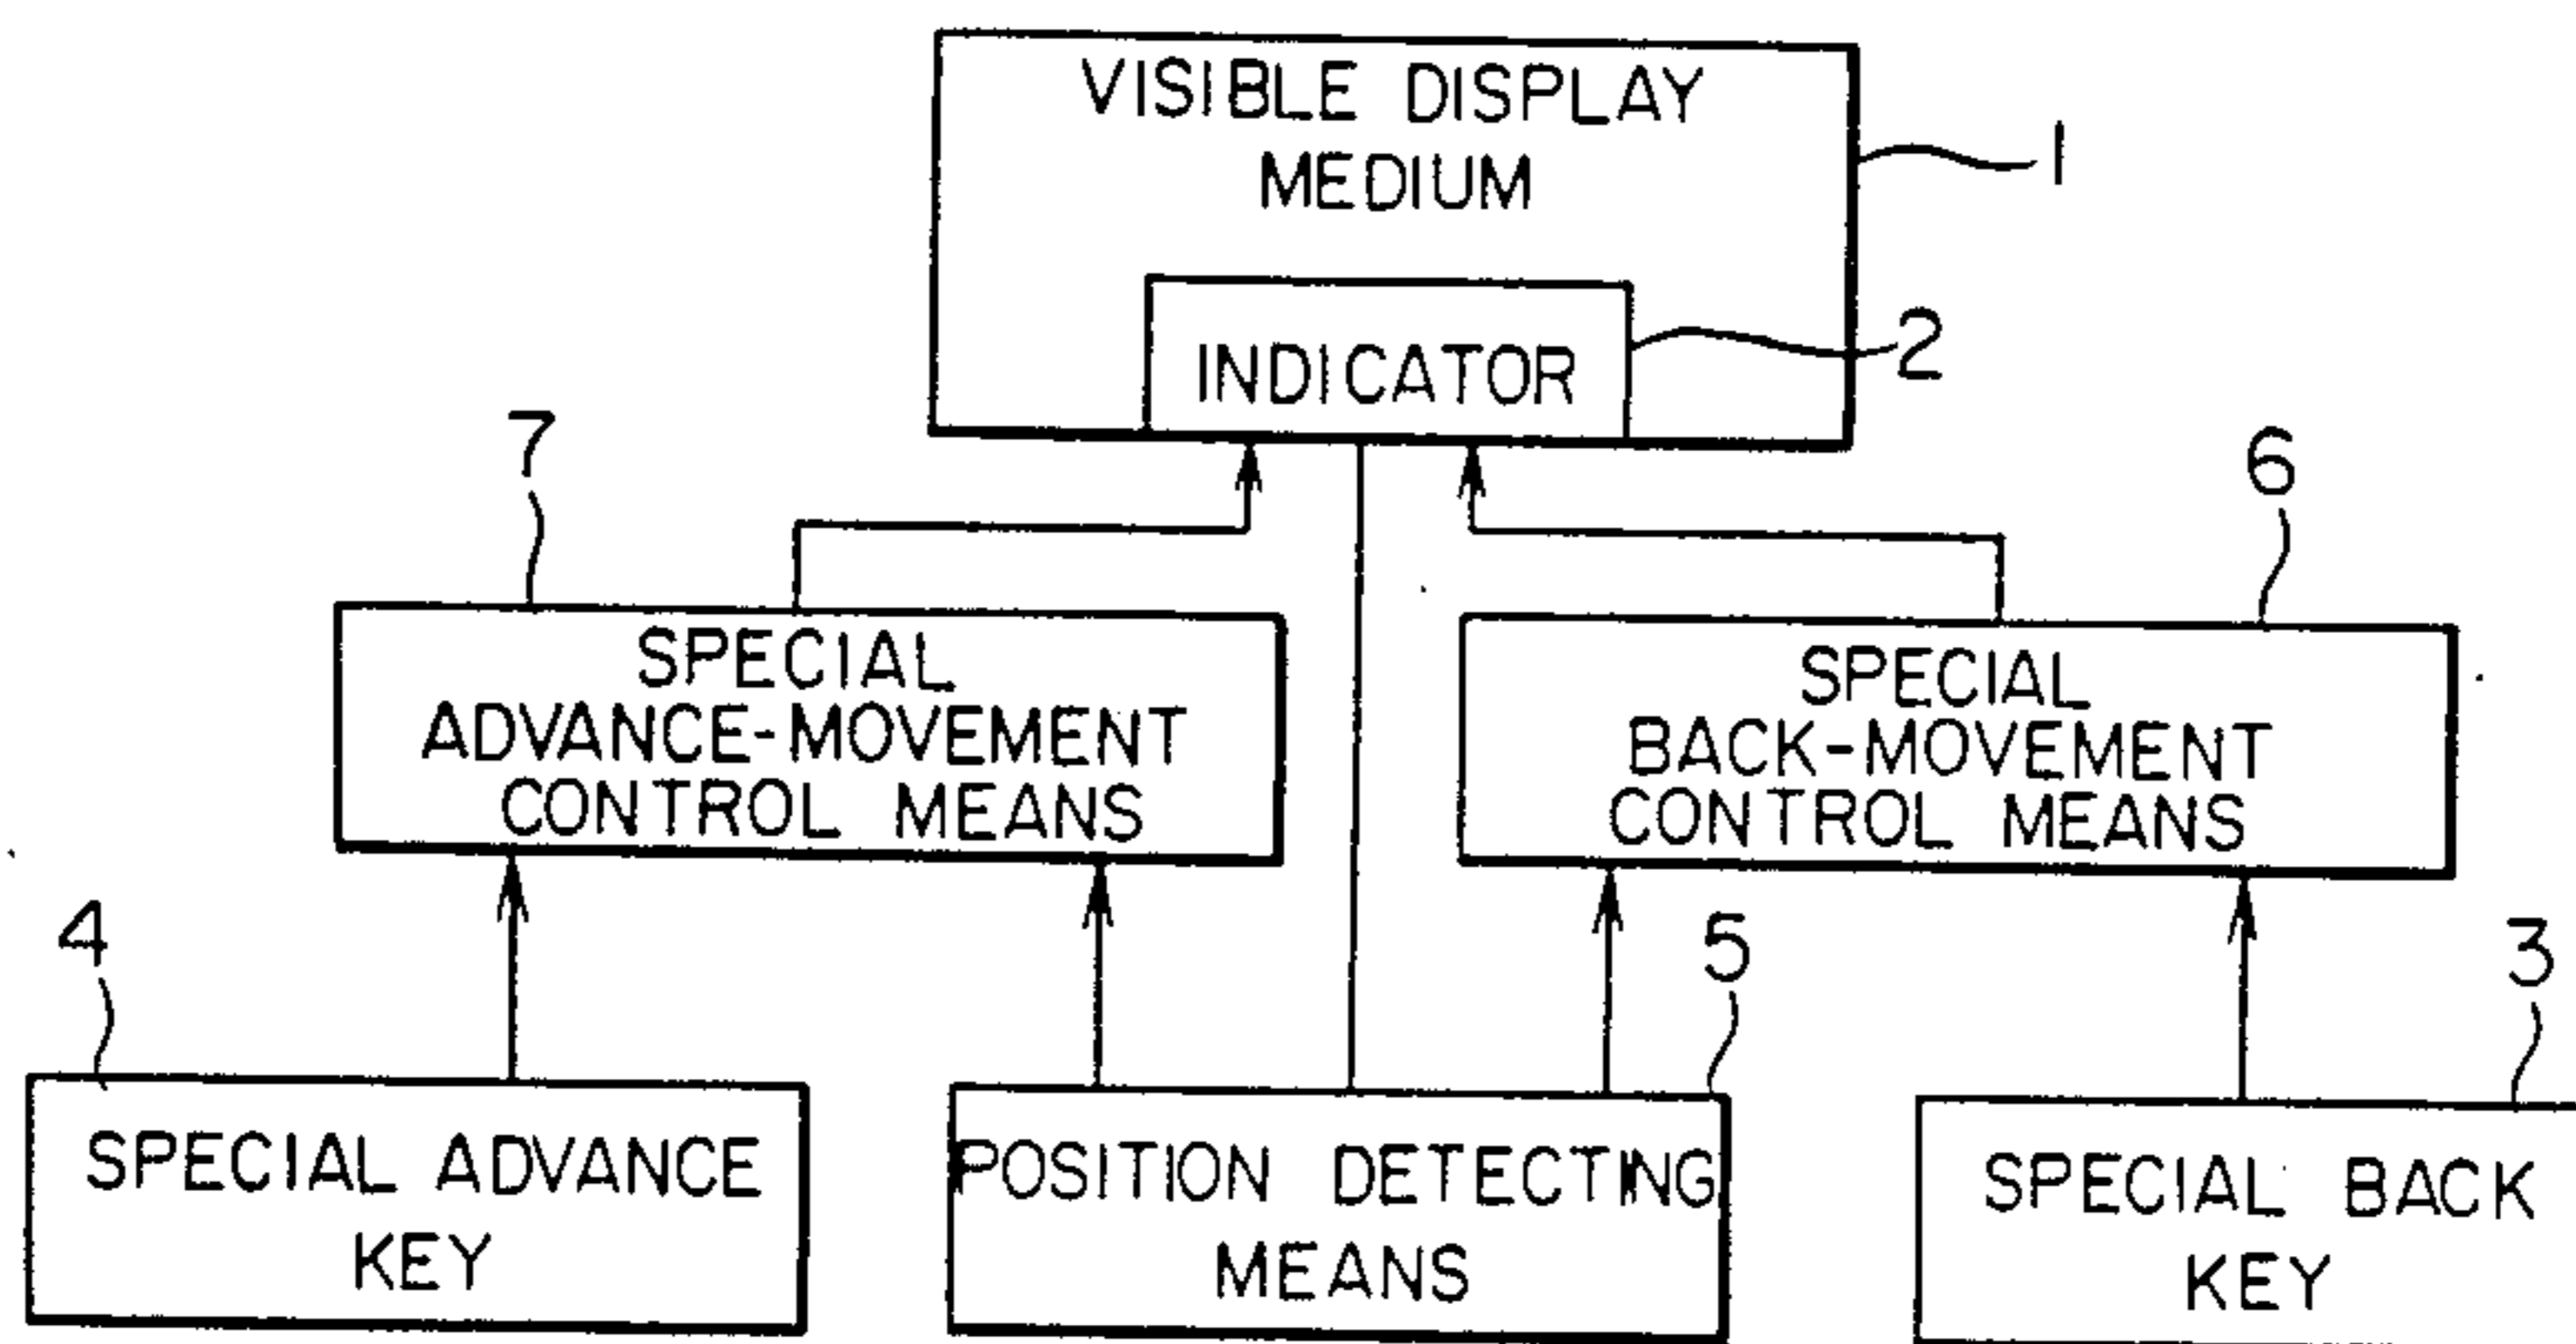 VISIBLE DISPLAY
MEDIUM
1
INDICATOR
2
7
6
SPECIAL
ADVANCE-MOVEMENT
CONTROL MEANS
SPECIAL
BACK-MOVEMENT
CONTROL MEANS
4
5
3
SPECIAL ADVANCE
KEY
POSITION DETECTING
MEANS
SPECIAL BACK
KEY